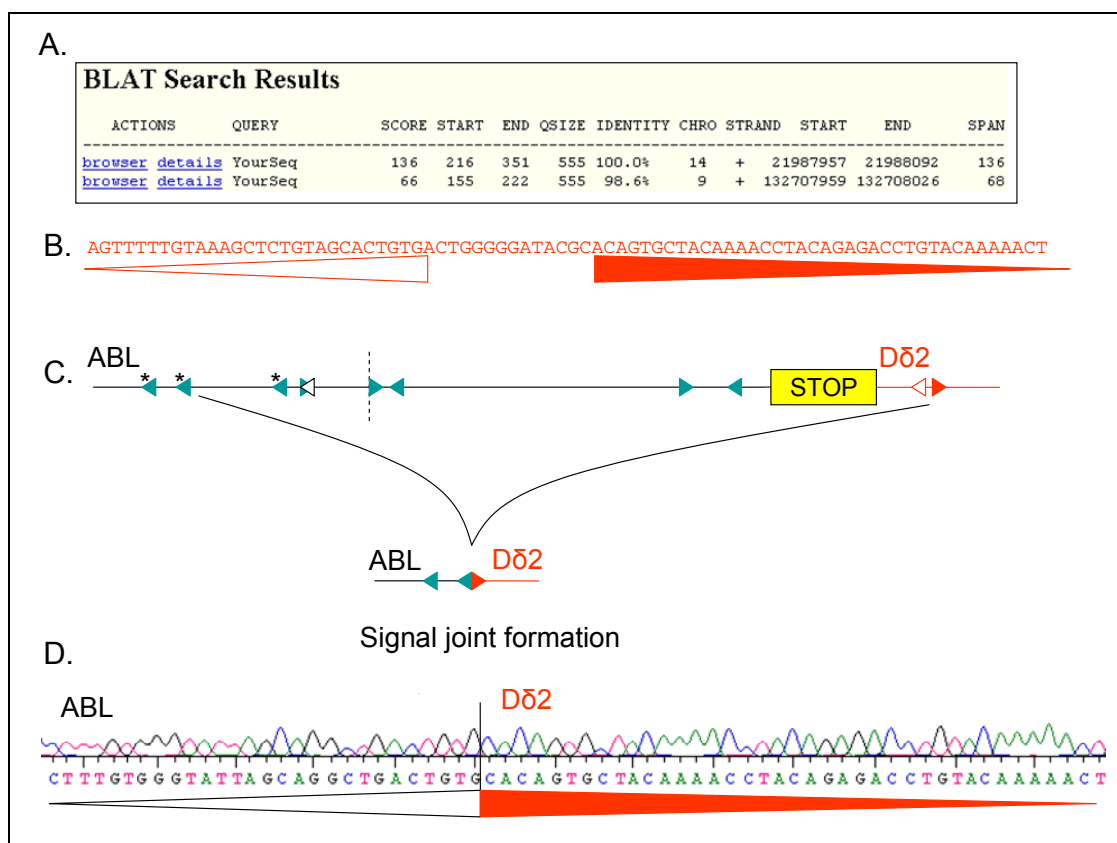 A.
BLAT Search Results
ACTIONS QUERY SCORE START END QSIZE IDENTITY CHRO STRAND START END SPAN
browser details YourSeq 136 216 351 555 100.0% 14 + 21987957 21988092 136
browser details YourSeq 66 155 222 555 98.6% 9 + 132707959 132708026 68
B.
AGTTTTTGTAAAGCTCTGTAGCACTGTGACTGGGGGATACGCACAGTGCTACAAAACCTACAGAGACCTGTACAAAAACT
C.
ABL Dδ2
* * *
STOP
ABL Dδ2
Signal joint formation
D.
ABL Dδ2
CTTTGTGGGTATTAGCAGGCTGACTGTGCACAGTGCTACAAAACCTACAGAGACCTGTACAAAAACT